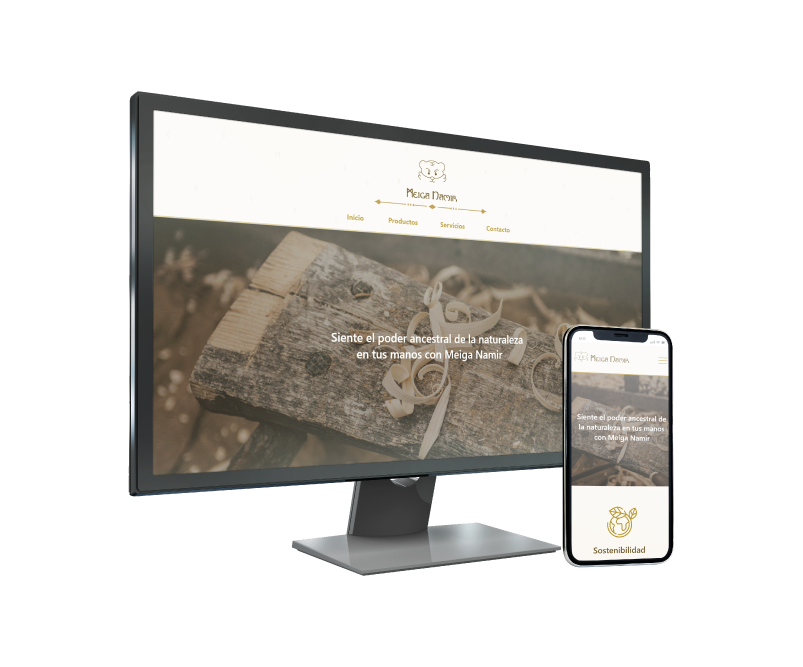 Meiga Namir
Inicio
Productos
Servicios
Contacto
Siente el poder ancestral de la naturaleza
en tus manos con Meiga Namir
Meiga Namir
Siente el poder ancestral de
la naturaleza en tus manos
con Meiga Namir
Sostenibilidad